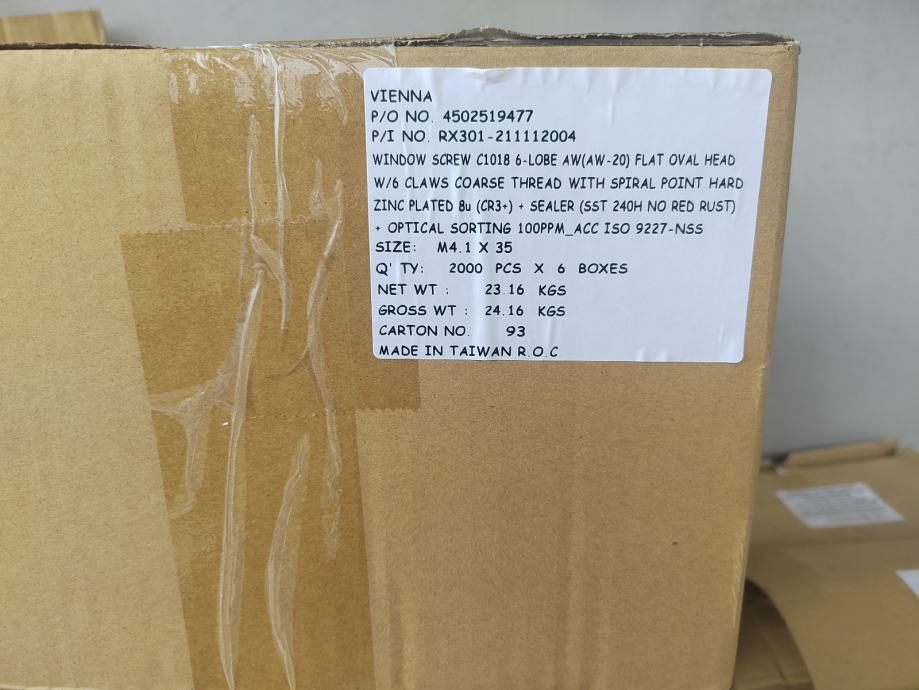 VIENNA
P/O NO. 4502519477
P/I NO. RX301-211112004
WINDOW SCREW C1018 6-LOBE AW(AW-20) FLAT OVAL HEAD
W/6 CLAWS COARSE THREAD WITH SPIRAL POINT HARD
ZINC PLATED 8u (CR3+) + SEALER (SST 240H NO RED RUST)
+ OPTICAL SORTING 100PPM_ACC ISO 9227-NSS
SIZE: M4.1 X 35
Q' TY: 2000 PCS X 6 BOXES
NET WT : 23.16 KGS
GROSS WT : 24.16 KGS
CARTON NO. 93
MADE IN TAIWAN R.O.C